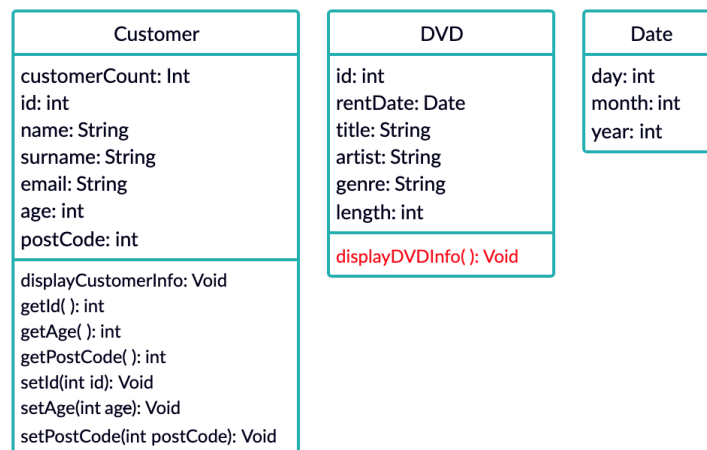 Customer
customerCount: Int
id: int
name: String
surname: String
email: String
age: int
postCode: int
displayCustomerInfo: Void
getId( ): int
getAge( ): int
getPostCode( ): int
setId(int id): Void
setAge(int age): Void
setPostCode(int postCode): Void
DVD
id: int
rentDate: Date
title: String
artist: String
genre: String
length: int
displayDVDInfo( ): Void
Date
day: int
month: int
year: int